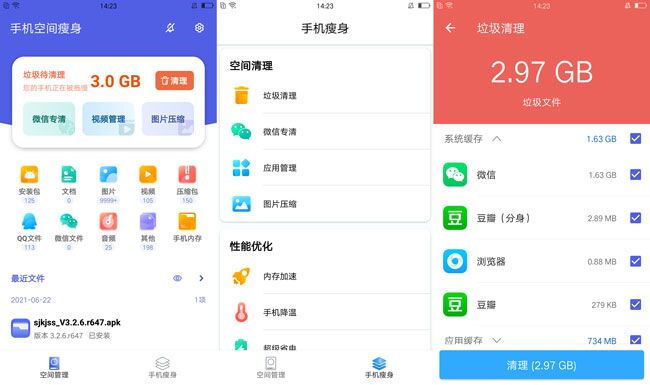 14:23
手机空间瘦身
垃圾待清理
您的手机正在被拖慢
3.0 GB
清理
微信专清
视频管理
图片压缩
安装包
文档
图片
视频
压缩包
125
0
9999+
105
150
QQ文件
微信文件
音频
其他
手机内存
113
0
25
198
最近文件
2021-06-22
1项
sjkjss_V3.2.6.r647.apk
版本 3.2.6.r647 已安装
空间管理
手机瘦身
14:23
手机瘦身
空间清理
垃圾清理
微信专清
应用管理
图片压缩
性能优化
内存加速
手机降温
超级省电
空间管理
手机瘦身
14:23
垃圾清理
2.97 GB
垃圾文件
系统缓存
1.63 GB
微信
1.63 GB
豆瓣（分身）
2.89 MB
浏览器
0.88 MB
豆瓣
279 KB
应用缓存
734 MB
清理 (2.97 GB)